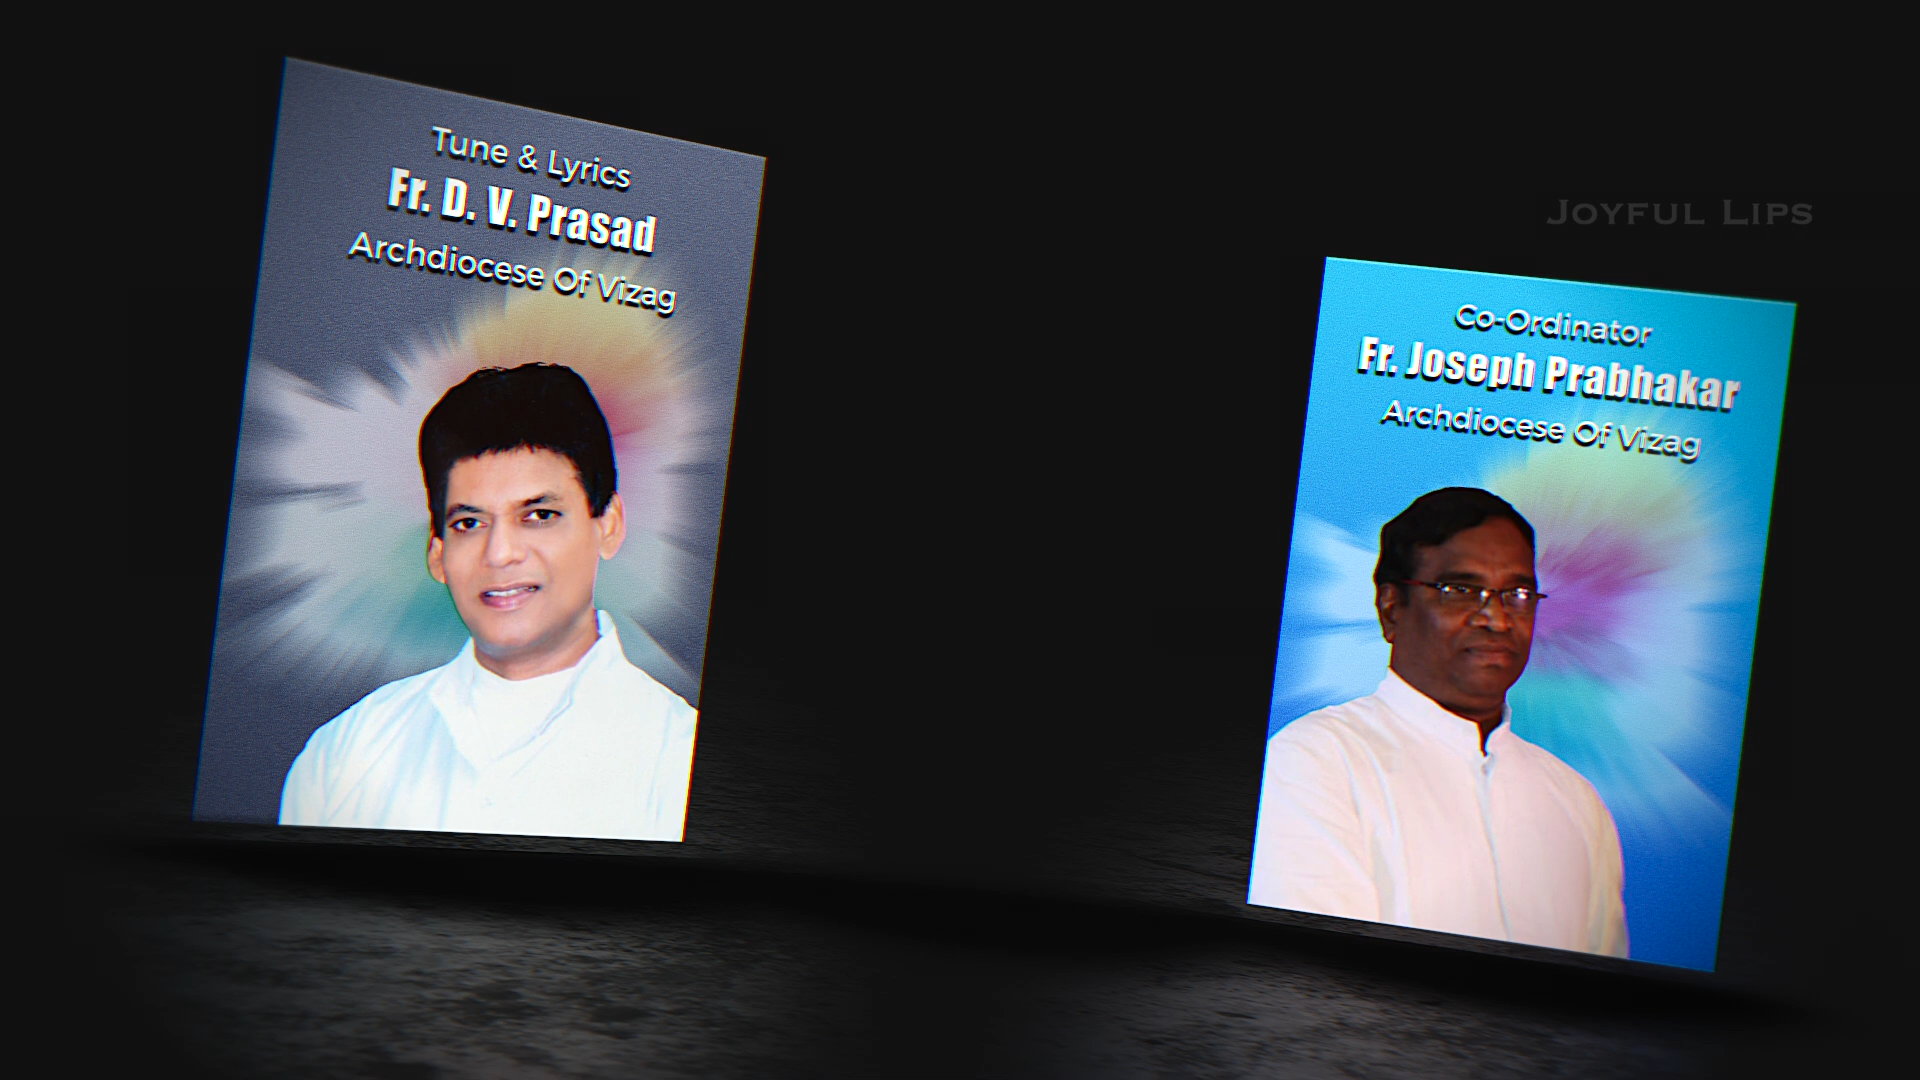 Tune & Lyrics
Fr. D. V. Prasad
Archdiocese Of Vizag
Joyful Lips
Co-Ordinator
Fr. Joseph Prabhakar
Archdiocese Of Vizag